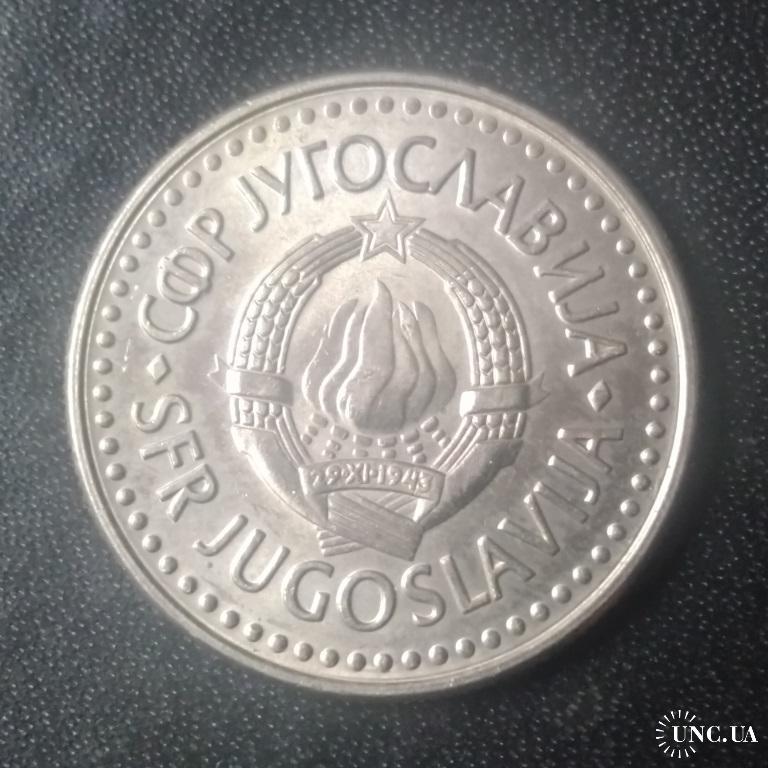 СФР ЈУГОСЛАВИЈА
SFR JUGOSLAVIJA
29·XI·1943
UNC.UA